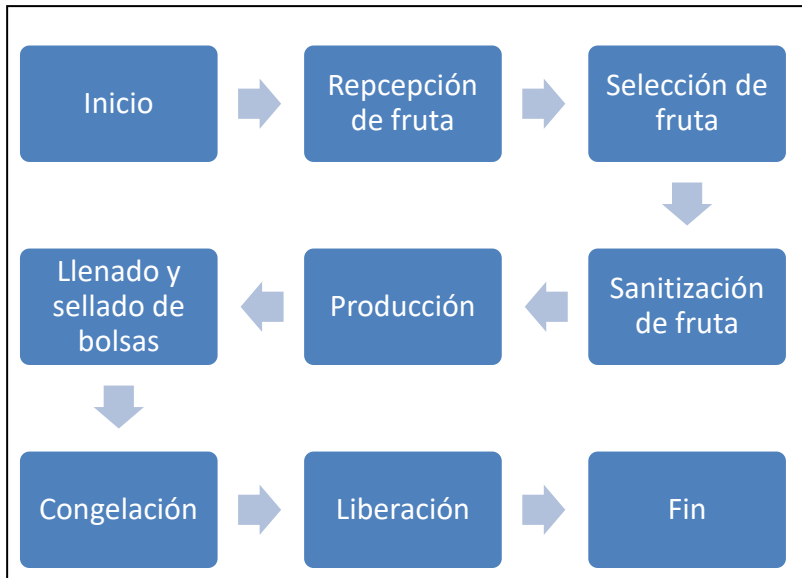 Inicio
Repcepción
de fruta
Selección de
fruta
Sanitización
de fruta
Producción
Llenado y
sellado de
bolsas
Congelación
Liberación
Fin